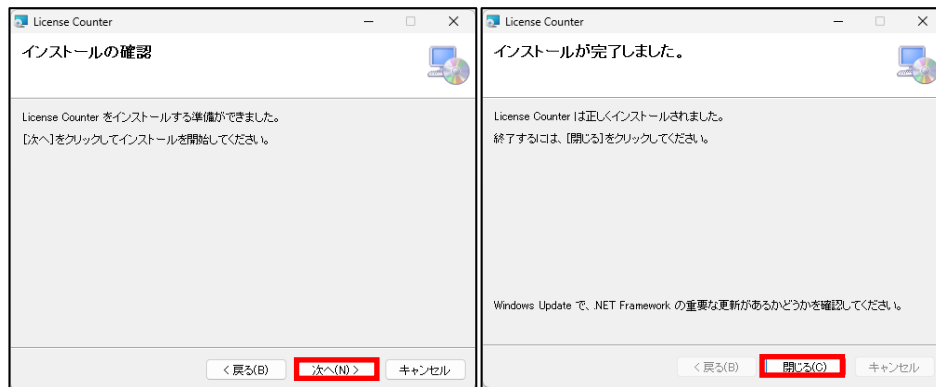 License Counter
インストールの確認
License Counter をインストールする準備ができました。
[次へ]をクリックしてインストールを開始してください。
< 戻る(B)
次へ(N) >
キャンセル
License Counter
インストールが完了しました。
License Counter は正しくインストールされました。
終了するには、[閉じる]をクリックしてください。
Windows Update で、.NET Framework の重要な更新があるかどうかを確認してください。
< 戻る(B)
閉じる(C)
キャンセル